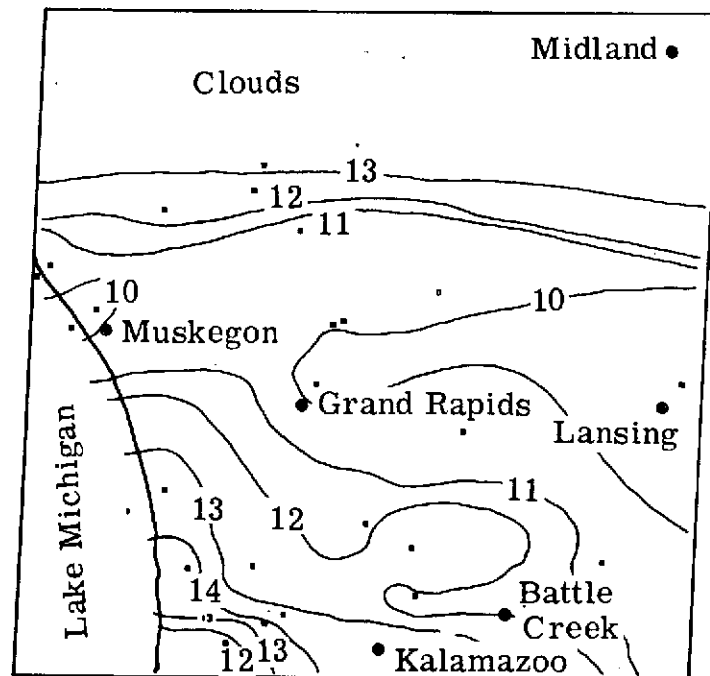 Midland
Clouds
13
12
11
10
10
Muskegon
Grand Rapids
Lansing
Lake Michigan
11
13
12
14
Battle
Creek
13
13
12
Kalamazoo